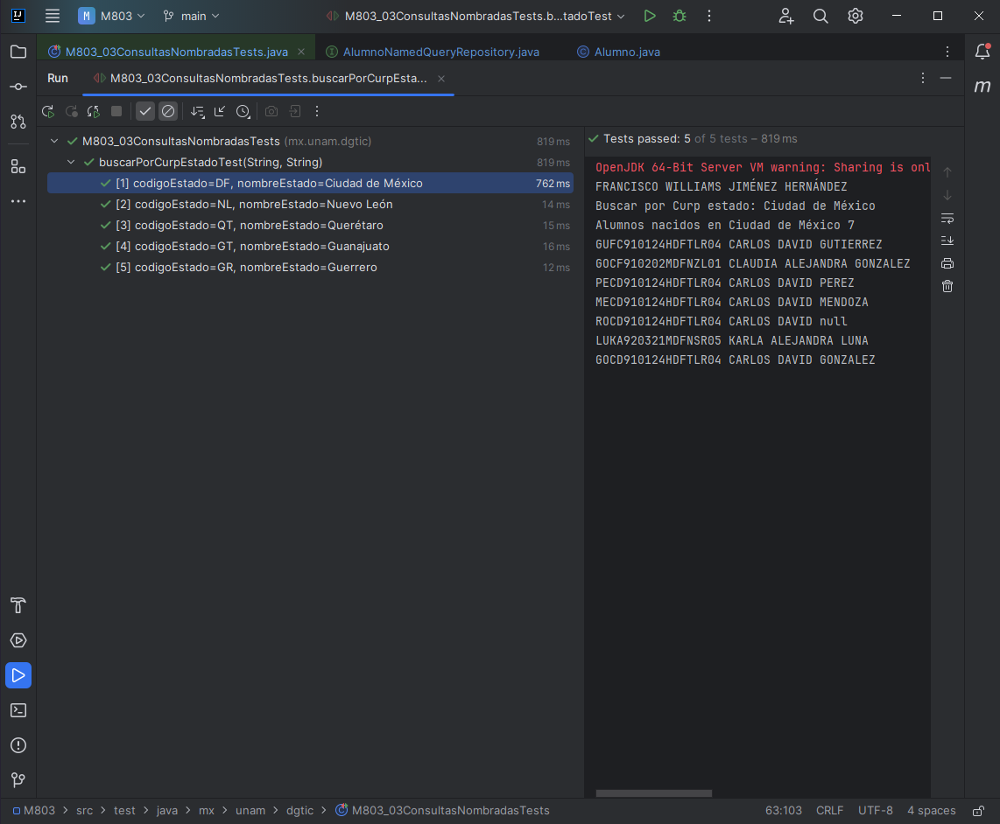 M M803 main M803_03ConsultasNombradasTests.b...tadoTest
M803_03ConsultasNombradasTests.java AlumnoNamedQueryRepository.java Alumno.java
Run M803_03ConsultasNombradasTests.buscarPorCurpEsta...
M803_03ConsultasNombradasTests (mx.unam.dgtic) 819 ms
buscarPorCurpEstadoTest(String, String) 819 ms
[1] codigoEstado=DF, nombreEstado=Ciudad de México 762 ms
[2] codigoEstado=NL, nombreEstado=Nuevo León 14 ms
[3] codigoEstado=QT, nombreEstado=Querétaro 15 ms
[4] codigoEstado=GT, nombreEstado=Guanajuato 16 ms
[5] codigoEstado=GR, nombreEstado=Guerrero 12 ms
Tests passed: 5 of 5 tests – 819 ms
OpenJDK 64-Bit Server VM warning: Sharing is onl
FRANCISCO WILLIAMS JIMÉNEZ HERNÁNDEZ
Buscar por Curp estado: Ciudad de México
Alumnos nacidos en Ciudad de México 7
GUFC910124HDFTLR04 CARLOS DAVID GUTIERREZ
GOCF910202MDFNZL01 CLAUDIA ALEJANDRA GONZALEZ
PECD910124HDFTLR04 CARLOS DAVID PEREZ
MECD910124HDFTLR04 CARLOS DAVID MENDOZA
ROCD910124HDFTLR04 CARLOS DAVID null
LUKA920321MDFNSR05 KARLA ALEJANDRA LUNA
GOCD910124HDFTLR04 CARLOS DAVID GONZALEZ
M803 > src > test > java > mx > unam > dgtic > M803_03ConsultasNombradasTests 63:103 CRLF UTF-8 4 spaces